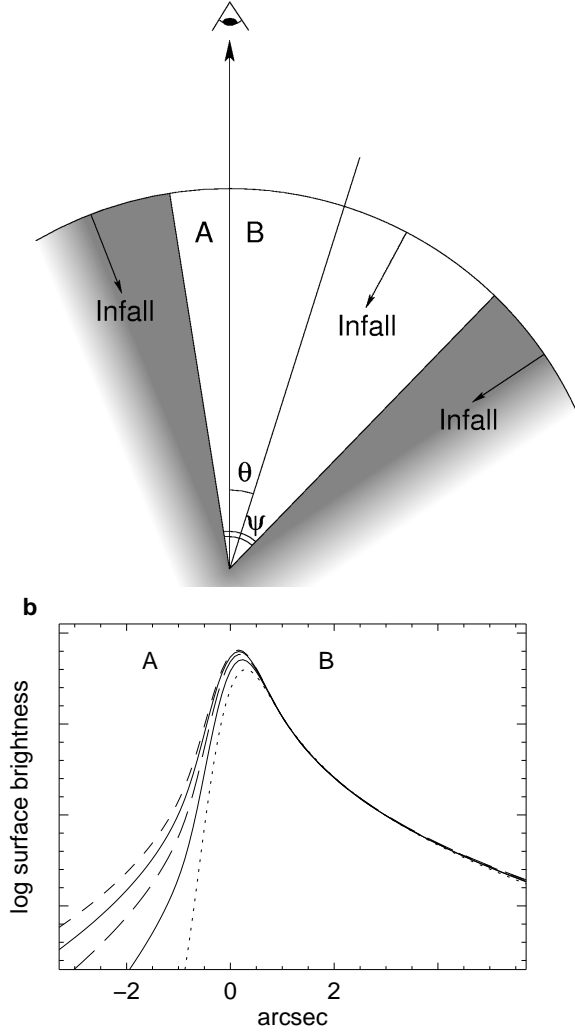 A B
Infall
Infall
Infall
θ
ψ
b
A B
log surface brightness
−2 0 2
arcsec